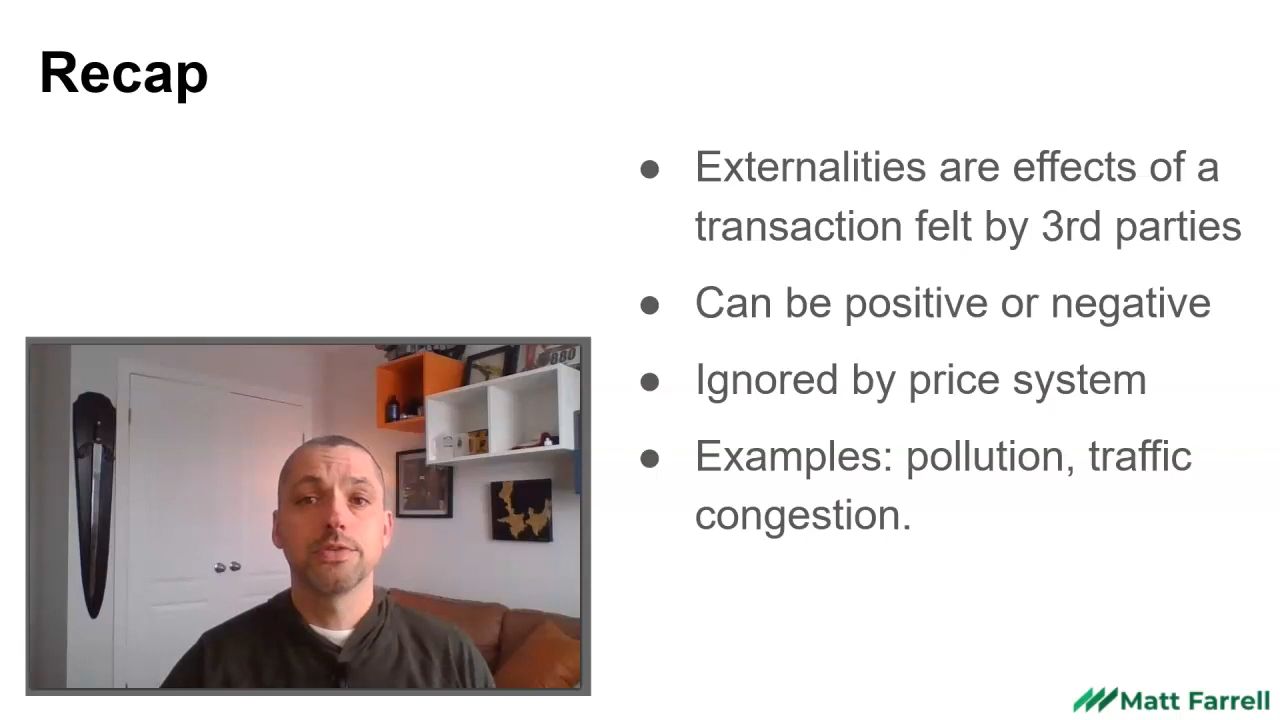 Recap
● Externalities are effects of a
transaction felt by 3rd parties
● Can be positive or negative
● Ignored by price system
● Examples: pollution, traffic
congestion.
880
Matt Farrell